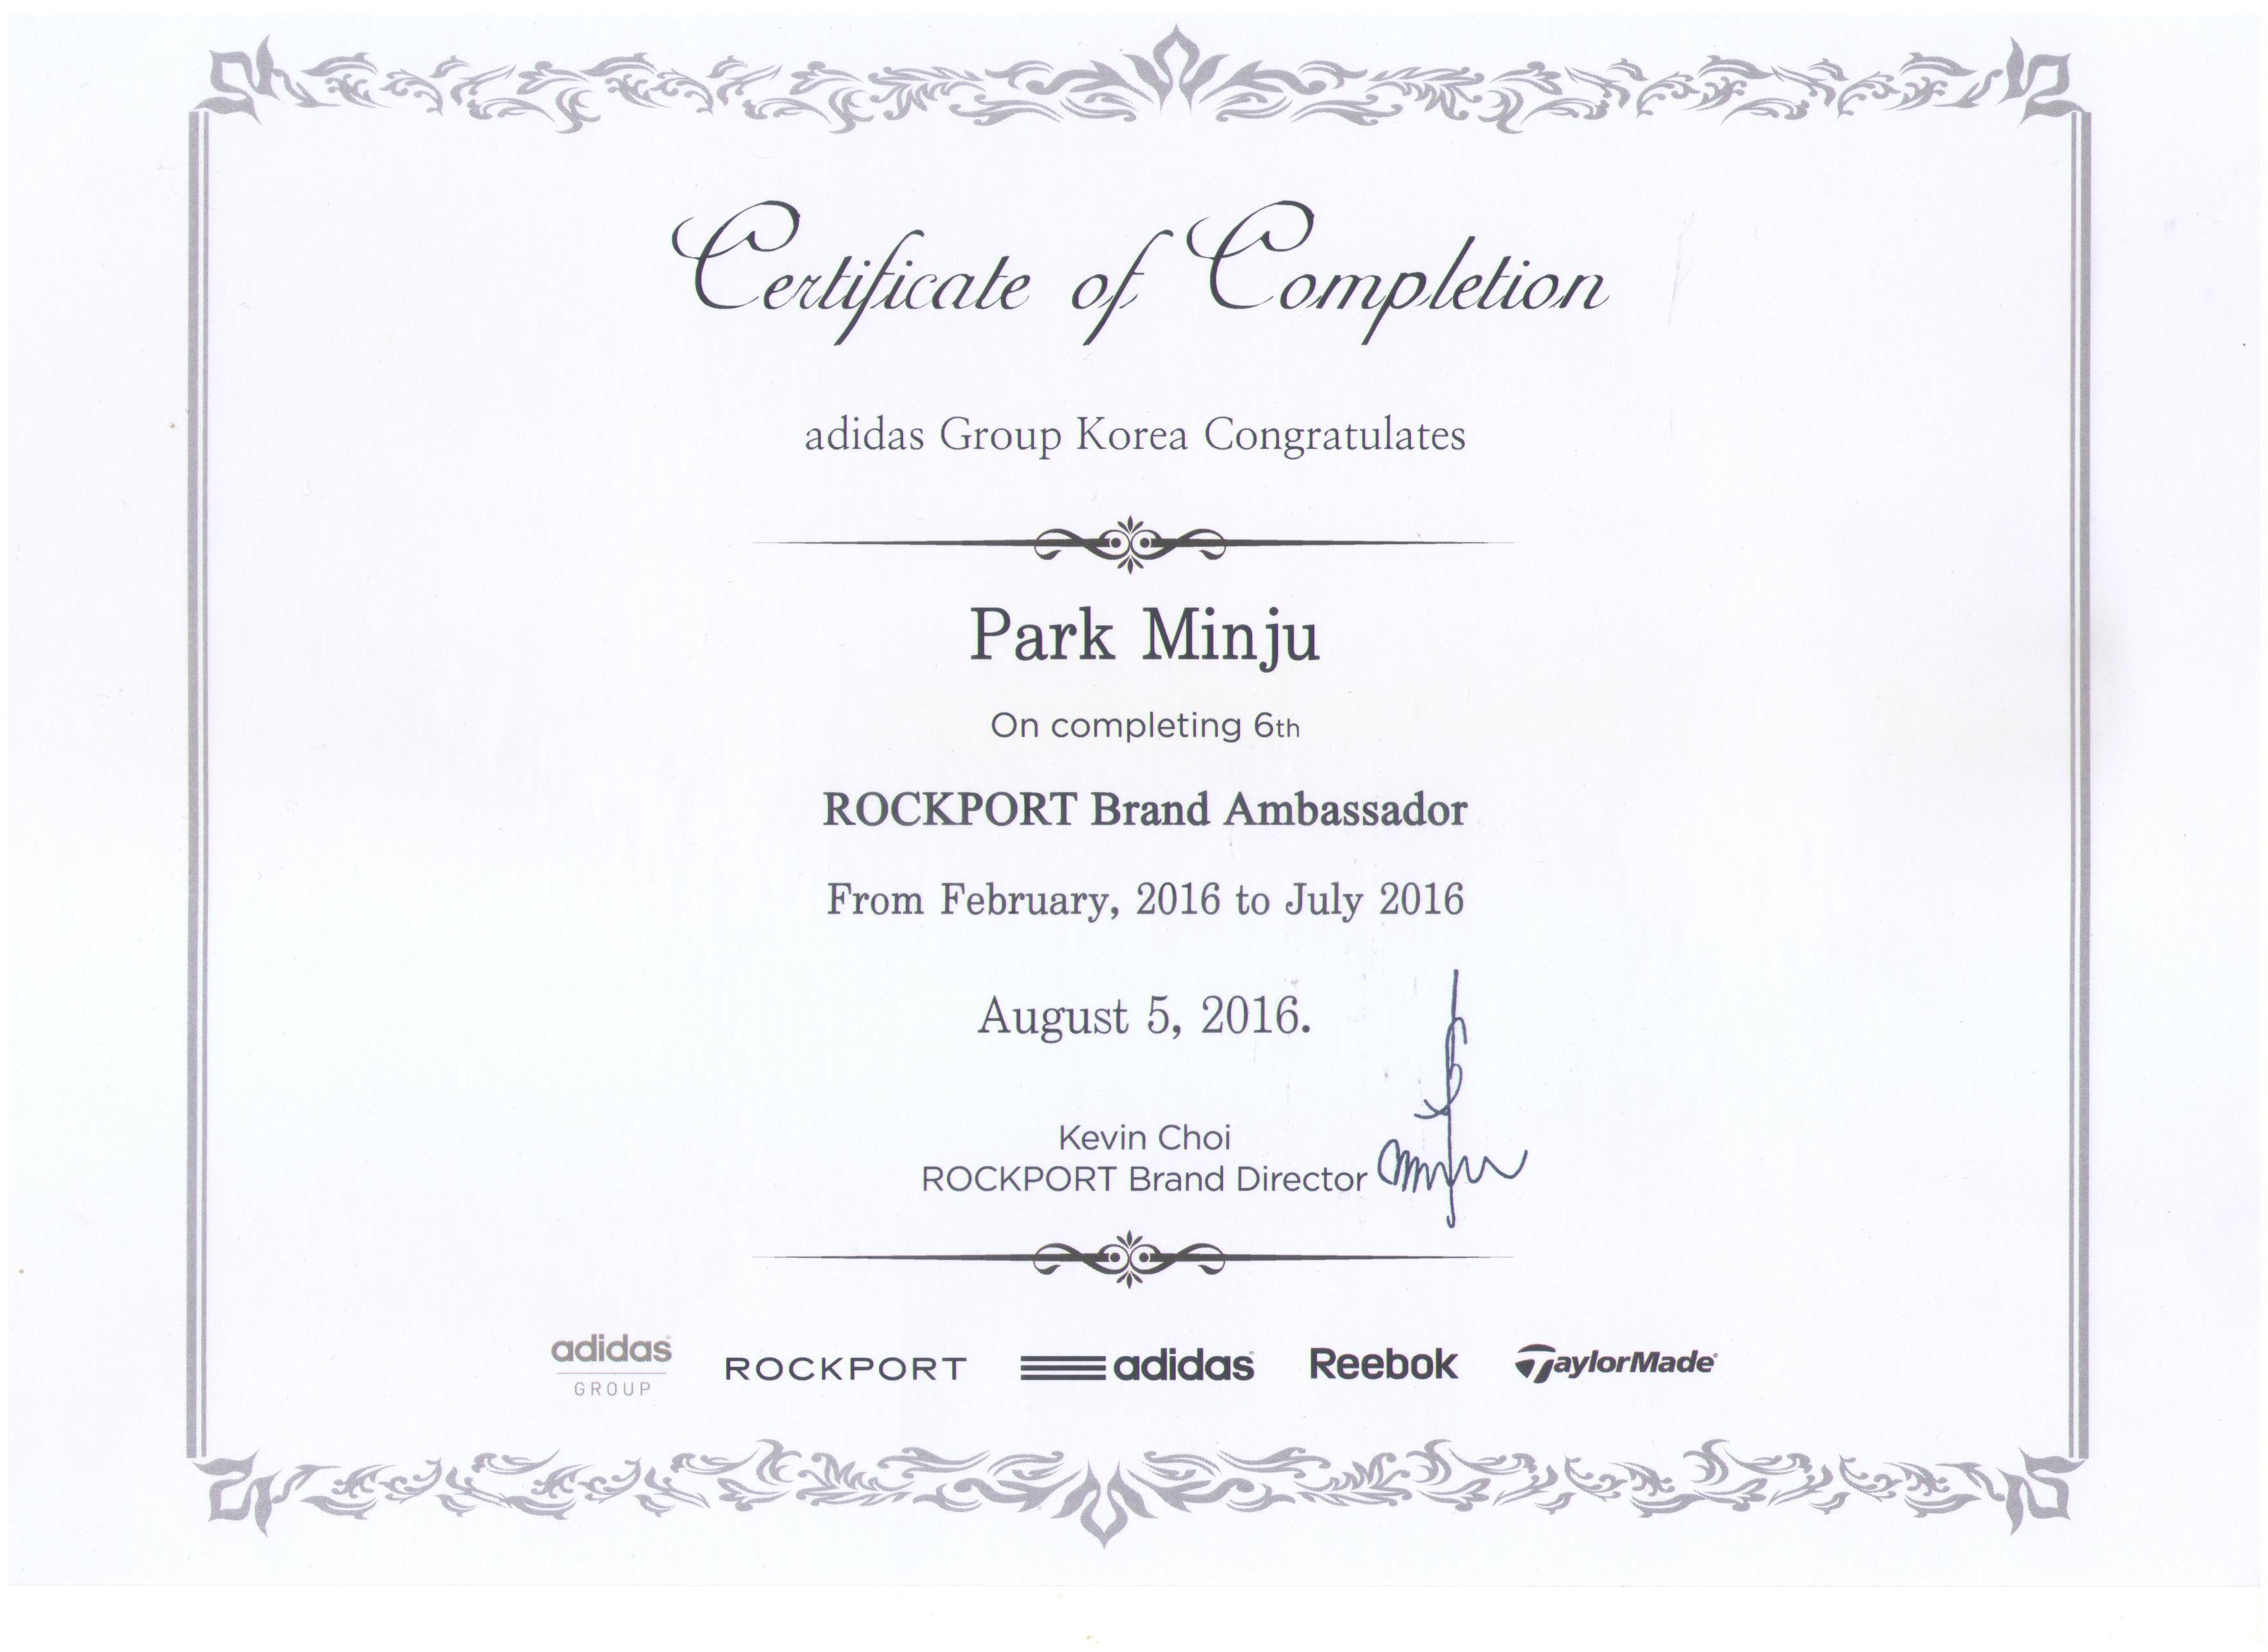 Certificate of Completion
adidas Group Korea Congratulates
Park Minju
On completing 6th
ROCKPORT Brand Ambassador
From February, 2016 to July 2016
August 5, 2016.
Kevin Choi
ROCKPORT Brand Director
adidas GROUP ROCKPORT adidas Reebok TaylorMade